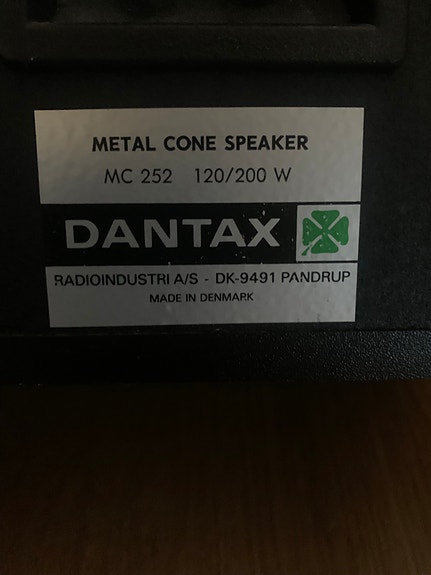 METAL CONE SPEAKER
MC 252 120/200 W
DANTAX
RADIOINDUSTRI A/S - DK-9491 PANDRUP
MADE IN DENMARK